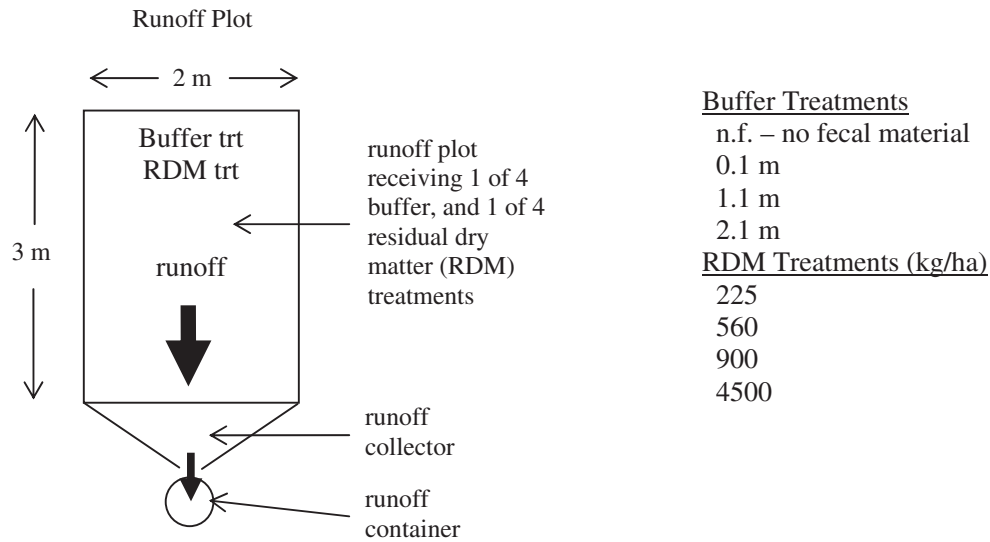 Runoff Plot
2 m
3 m
Buffer trt
RDM trt
runoff
runoff plot
receiving 1 of 4
buffer, and 1 of 4
residual dry
matter (RDM)
treatments
runoff
collector
runoff
container
Buffer Treatments
n.f. – no fecal material
0.1 m
1.1 m
2.1 m
RDM Treatments (kg/ha)
225
560
900
4500